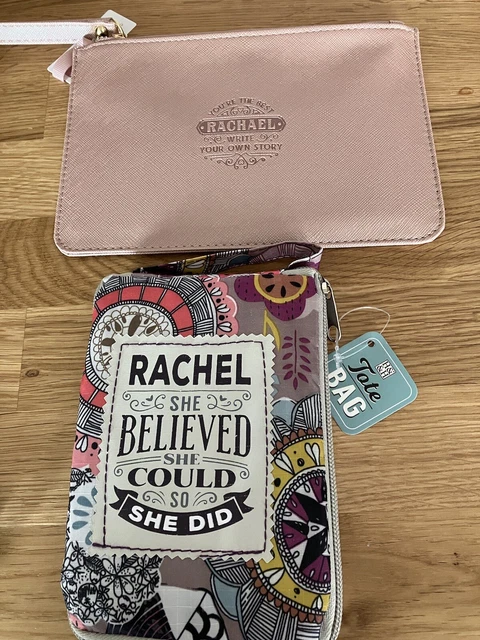 YOU'RE THE BEST
RACHAEL
WRITE
YOUR OWN STORY
RACHEL
SHE
BELIEVED
SHE
COULD
SO
SHE DID
Tote
BAG